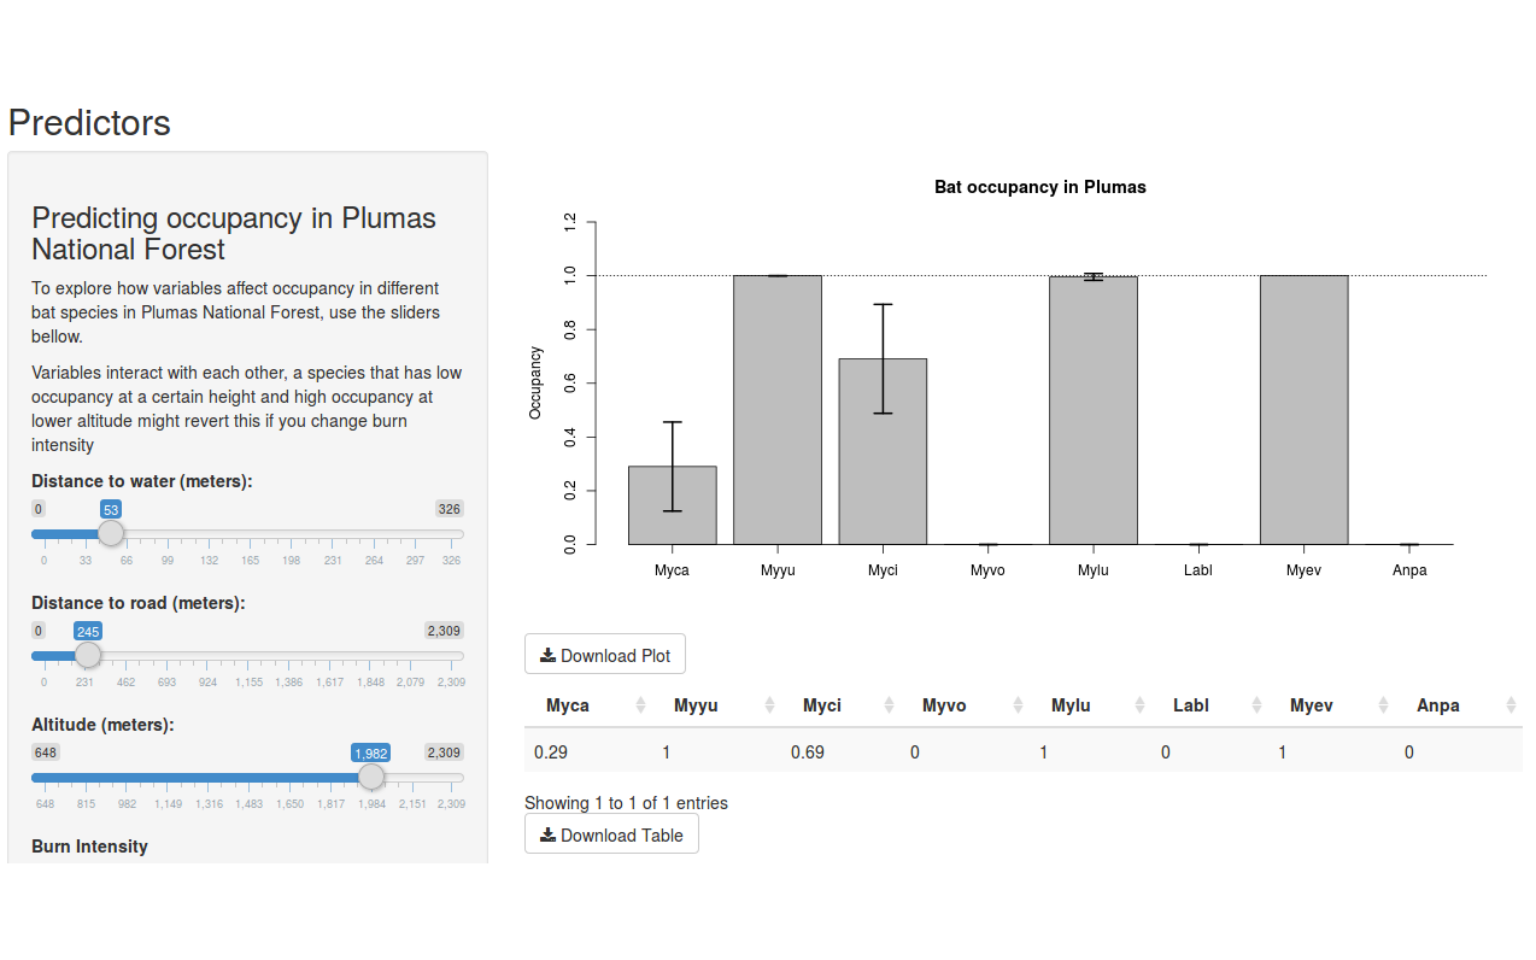 Predictors
Predicting occupancy in Plumas
National Forest
To explore how variables affect occupancy in different
bat species in Plumas National Forest, use the sliders
bellow.
Variables interact with each other, a species that has low
occupancy at a certain height and high occupancy at
lower altitude might revert this if you change burn
intensity
Distance to water (meters):
0 53 326
0 33 66 99 132 165 198 231 264 297 326
Distance to road (meters):
0 245 2,309
0 231 462 693 924 1,155 1,386 1,617 1,848 2,079 2,309
Altitude (meters):
648 1,982 2,309
648 815 982 1,149 1,316 1,483 1,650 1,817 1,984 2,151 2,309
Burn Intensity
Bat occupancy in Plumas
Occupancy
1.2
1.0
0.8
0.6
0.4
0.2
0.0
Myca Myyu Myci Myvo Mylu Labl Myev Anpa
Download Plot
Myca Myyu Myci Myvo Mylu Labl Myev Anpa
0.29 1 0.69 0 1 0 1 0
Showing 1 to 1 of 1 entries
Download Table